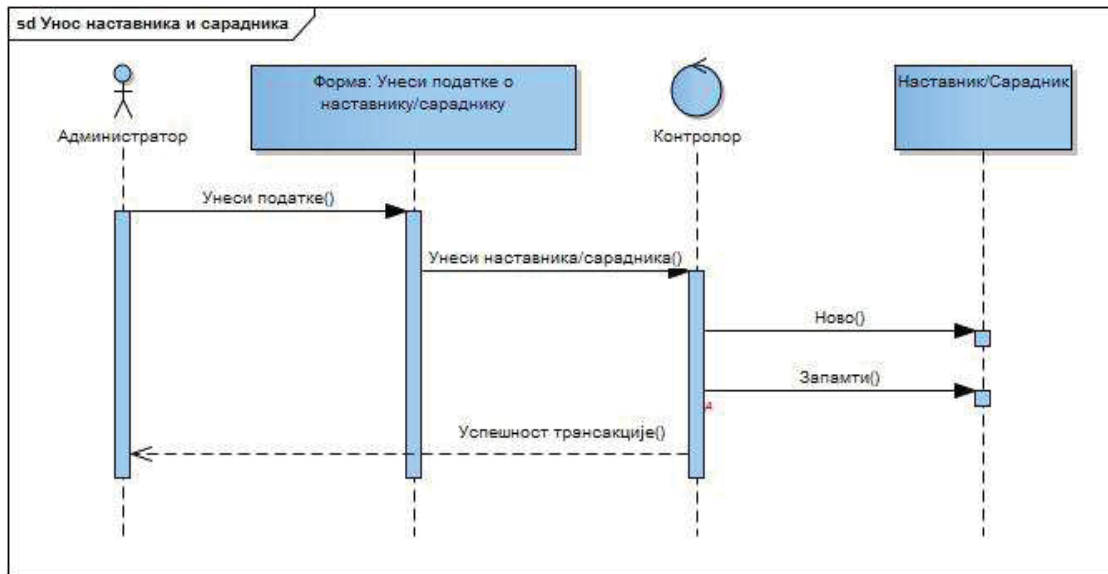 sd Унос наставника и сарадника
Администратор
Форма: Унеси податке о
наставнику/сараднику
Контролор
Наставник/Сарадник
Унеси податке()
Унеси наставника/сарадника()
Ново()
Запамти()
Успешност трансакције()